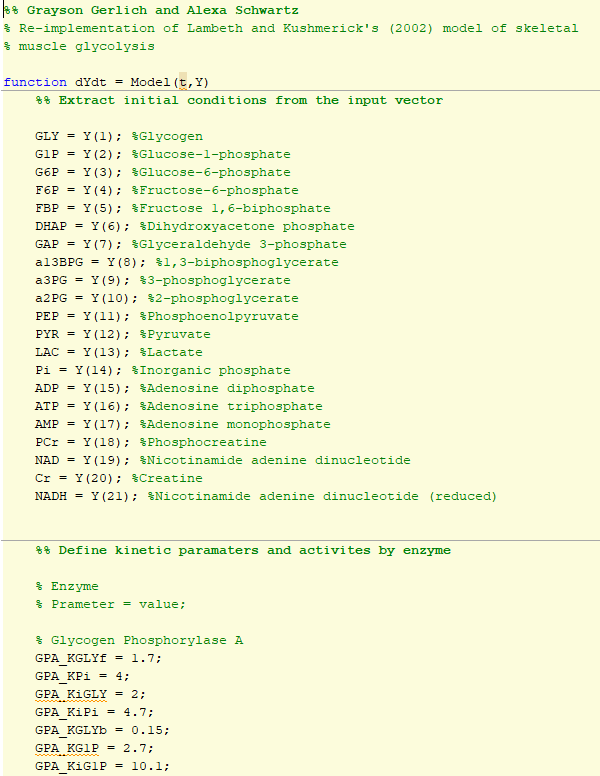 %% Grayson Gerlich and Alexa Schwartz
% Re-implementation of Lambeth and Kushmerick's (2002) model of skeletal
% muscle glycolysis
function dYdt = Model(t,Y)
%% Extract initial conditions from the input vector
GLY = Y(1); %Glycogen
G1P = Y(2); %Glucose-1-phosphate
G6P = Y(3); %Glucose-6-phosphate
F6P = Y(4); %Fructose-6-phosphate
FBP = Y(5); %Fructose 1,6-biphosphate
DHAP = Y(6); %Dihydroxyacetone phosphate
GAP = Y(7); %Glyceraldehyde 3-phosphate
a13BPG = Y(8); %1,3-biphosphoglycerate
a3PG = Y(9); %3-phosphoglycerate
a2PG = Y(10); %2-phosphoglycerate
PEP = Y(11); %Phosphoenolpyruvate
PYR = Y(12); %Pyruvate
LAC = Y(13); %Lactate
Pi = Y(14); %Inorganic phosphate
ADP = Y(15); %Adenosine diphosphate
ATP = Y(16); %Adenosine triphosphate
AMP = Y(17); %Adenosine monophosphate
PCr = Y(18); %Phosphocreatine
NAD = Y(19); %Nicotinamide adenine dinucleotide
Cr = Y(20); %Creatine
NADH = Y(21); %Nicotinamide adenine dinucleotide (reduced)
%% Define kinetic paramaters and activites by enzyme
% Enzyme
% Prameter = value;
% Glycogen Phosphorylase A
GPA_KGLYf = 1.7;
GPA_KPi = 4;
GPA_KiGLY = 2;
GPA_KiPi = 4.7;
GPA_KGLYb = 0.15;
GPA_KG1P = 2.7;
GPA_KiG1P = 10.1;